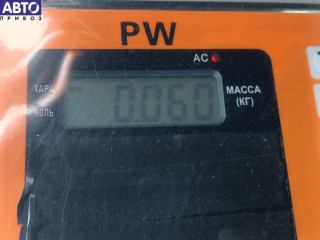 АВТО
ПРИВОЗ
PW
AC
ТАРА
0.060
МАССА
(КГ)
НОЛЬ